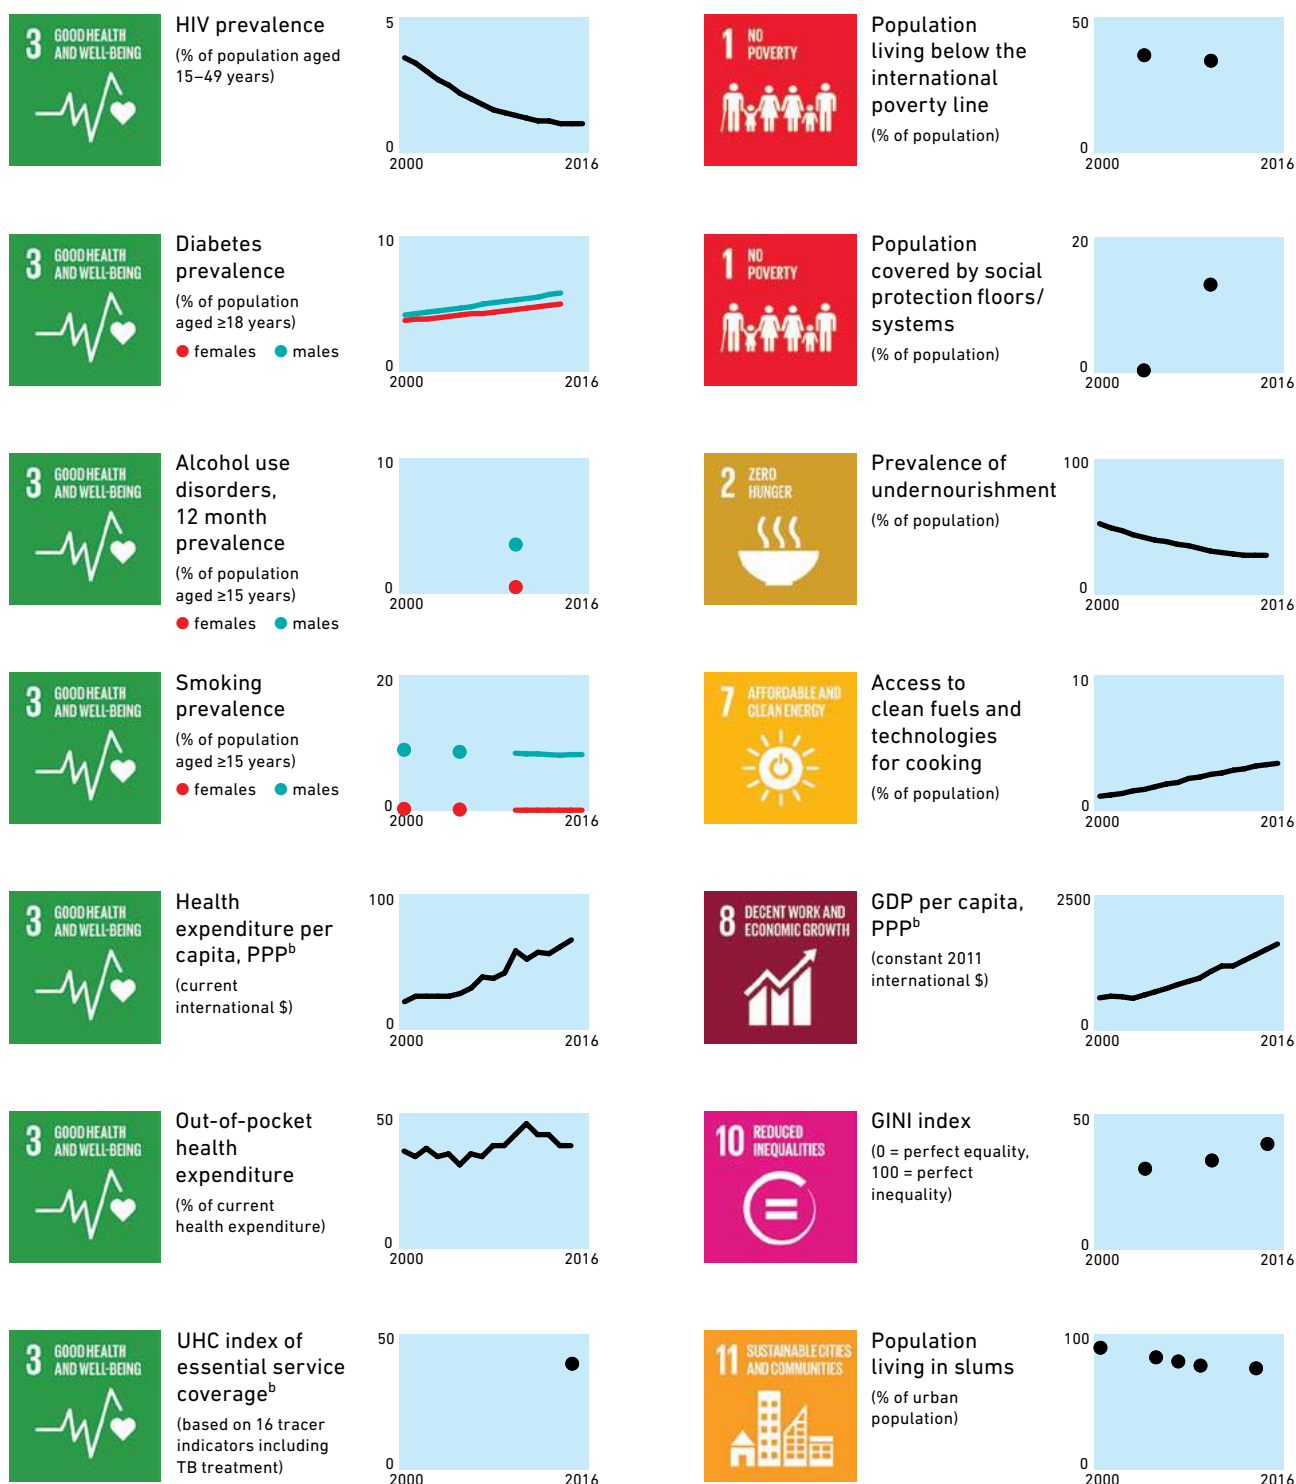 3 GOOD HEALTH
AND WELL-BEING
HIV prevalence
(% of population aged
15–49 years)
5
0
2000 2016
1 NO
POVERTY
Population
living below the
international
poverty line
(% of population)
50
0
2000 2016
3 GOOD HEALTH
AND WELL-BEING
Diabetes
prevalence
(% of population
aged ≥18 years)
females males
10
0
2000 2016
1 NO
POVERTY
Population
covered by social
protection floors/
systems
(% of population)
20
0
2000 2016
3 GOOD HEALTH
AND WELL-BEING
Alcohol use
disorders,
12 month
prevalence
(% of population
aged ≥15 years)
females males
10
0
2000 2016
2 ZERO
HUNGER
Prevalence of
undernourishment
(% of population)
100
0
2000 2016
3 GOOD HEALTH
AND WELL-BEING
Smoking
prevalence
(% of population
aged ≥15 years)
females males
20
0
2000 2016
7 AFFORDABLE AND
CLEAN ENERGY
Access to
clean fuels and
technologies
for cooking
(% of population)
10
0
2000 2016
3 GOOD HEALTH
AND WELL-BEING
Health
expenditure per
capita, PPPᵇ
(current
international $)
100
0
2000 2016
8 DECENT WORK AND
ECONOMIC GROWTH
GDP per capita,
PPPᵇ
(constant 2011
international $)
2500
0
2000 2016
3 GOOD HEALTH
AND WELL-BEING
Out-of-pocket
health
expenditure
(% of current
health expenditure)
50
0
2000 2016
10 REDUCED
INEQUALITIES
GINI index
(0 = perfect equality,
100 = perfect
inequality)
50
0
2000 2016
3 GOOD HEALTH
AND WELL-BEING
UHC index of
essential service
coverageᵇ
(based on 16 tracer
indicators including
TB treatment)
50
0
2000 2016
11 SUSTAINABLE CITIES
AND COMMUNITIES
Population
living in slums
(% of urban
population)
100
0
2000 2016